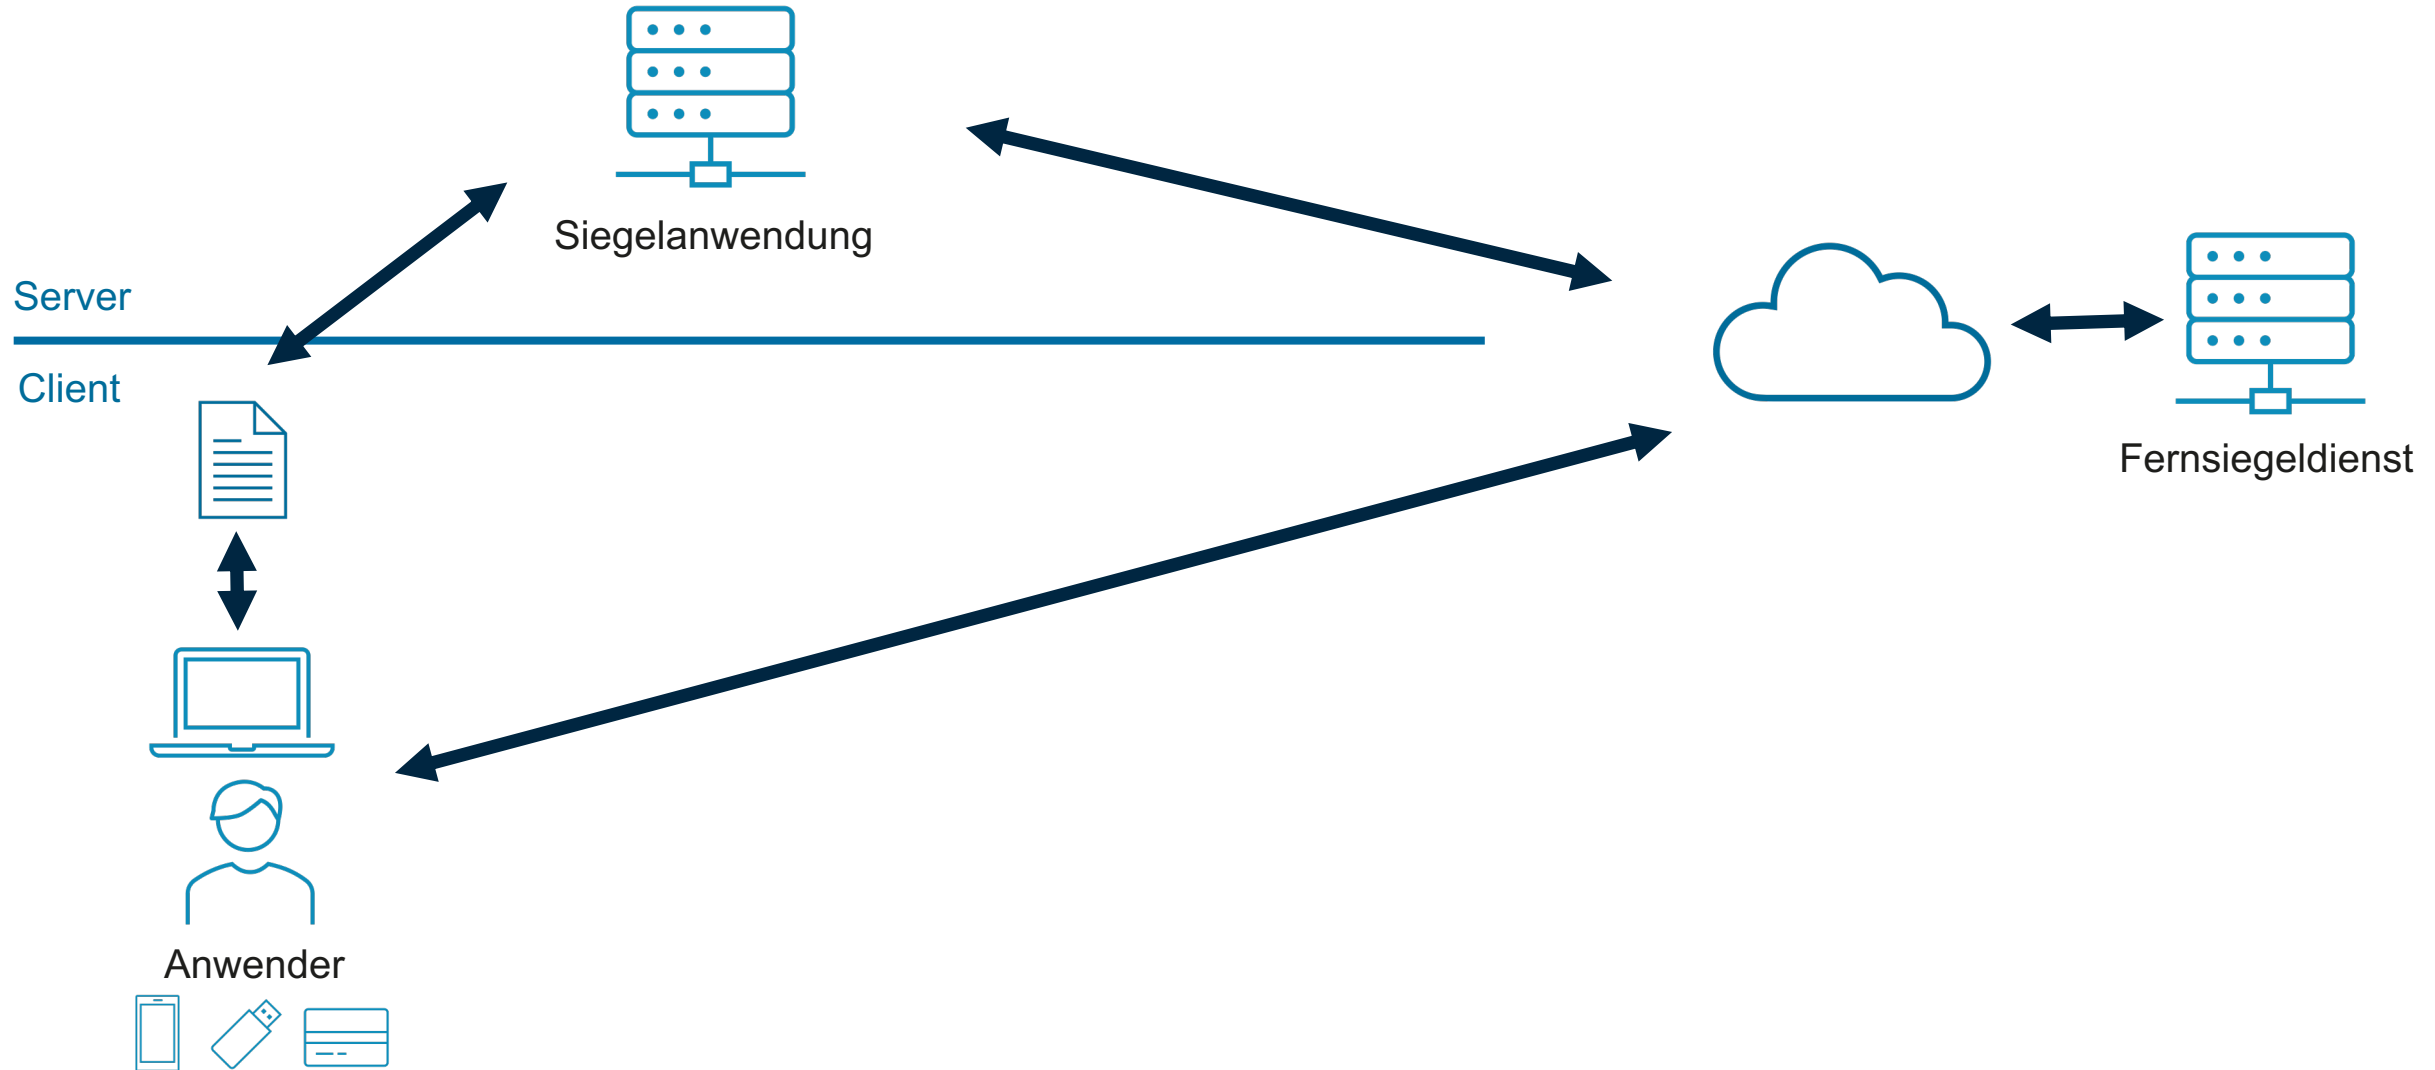 Siegelanwendung
Server
Client
Fernsiegeldienst
Anwender